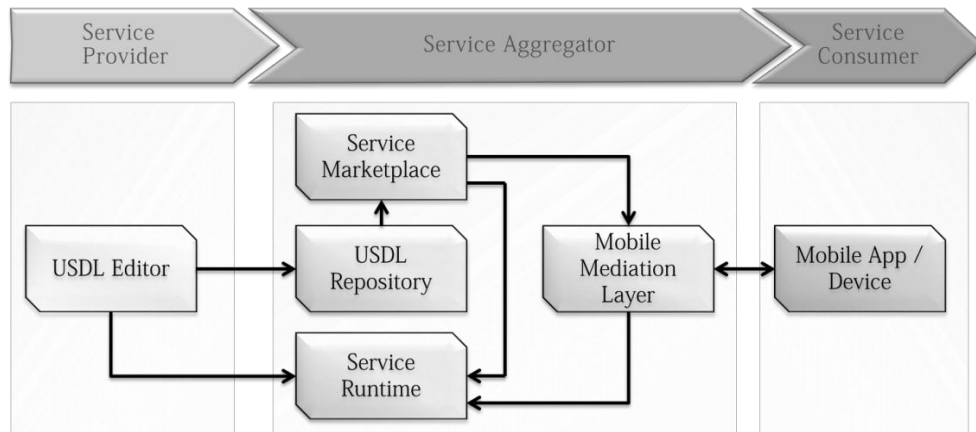 Service
Provider
Service Aggregator
Service
Consumer
Service
Marketplace
USDL Editor
USDL
Repository
Mobile
Mediation
Layer
Mobile App /
Device
Service
Runtime